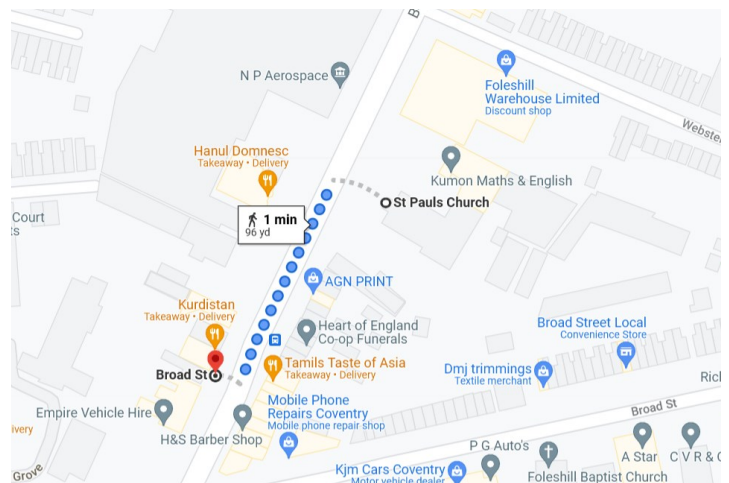 B
N P Aerospace
Foleshill
Warehouse Limited
Discount shop
Webste
Hanul Domnesc
Takeaway • Delivery
Kumon Maths & English
St Pauls Church
Court
ts
1 min
96 yd
AGN PRINT
Kurdistan
Takeaway • Delivery
Heart of England
Co-op Funerals
Broad Street Local
Convenience Store
Tamils Taste of Asia
Takeaway • Delivery
Dmj trimmings
Textile merchant
Broad St
Ricl
Empire Vehicle Hire
Mobile Phone
Repairs Coventry
Mobile phone repair shop
Broad St
ivery
H&S Barber Shop
P G Auto's
A Star
C V R & C
Grove
Kjm Cars Coventry
Motor vehicle dealer
Foleshill Baptist Church